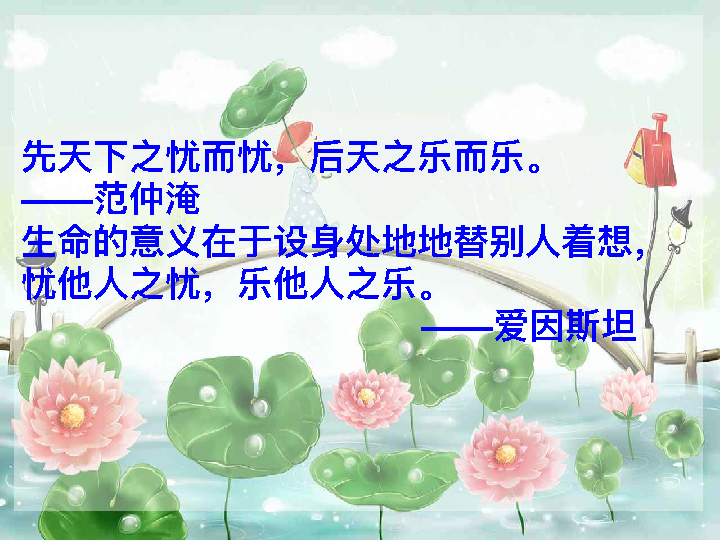 先天下之忧而忧，后天之乐而乐。
——范仲淹
生命的意义在于设身处地地替别人着想，
忧他人之忧，乐他人之乐。
——爱因斯坦